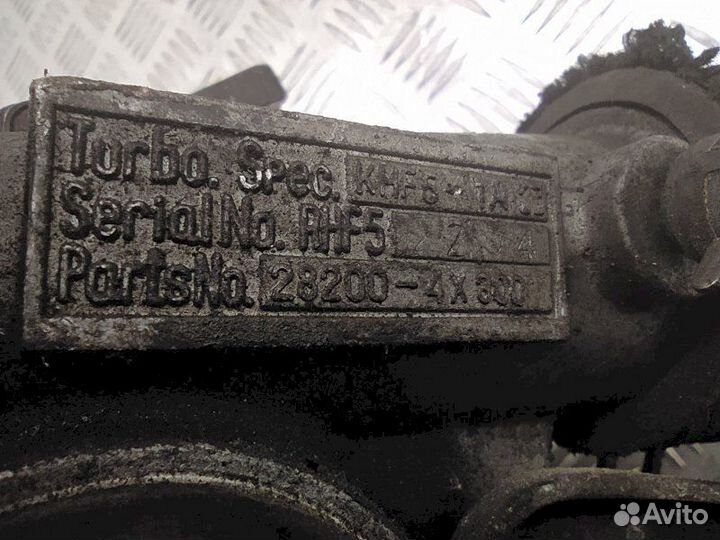 Turbo. Spec. KHF5-1A
Serial No. RHF5
Parts No. 28200-4X300
Avito